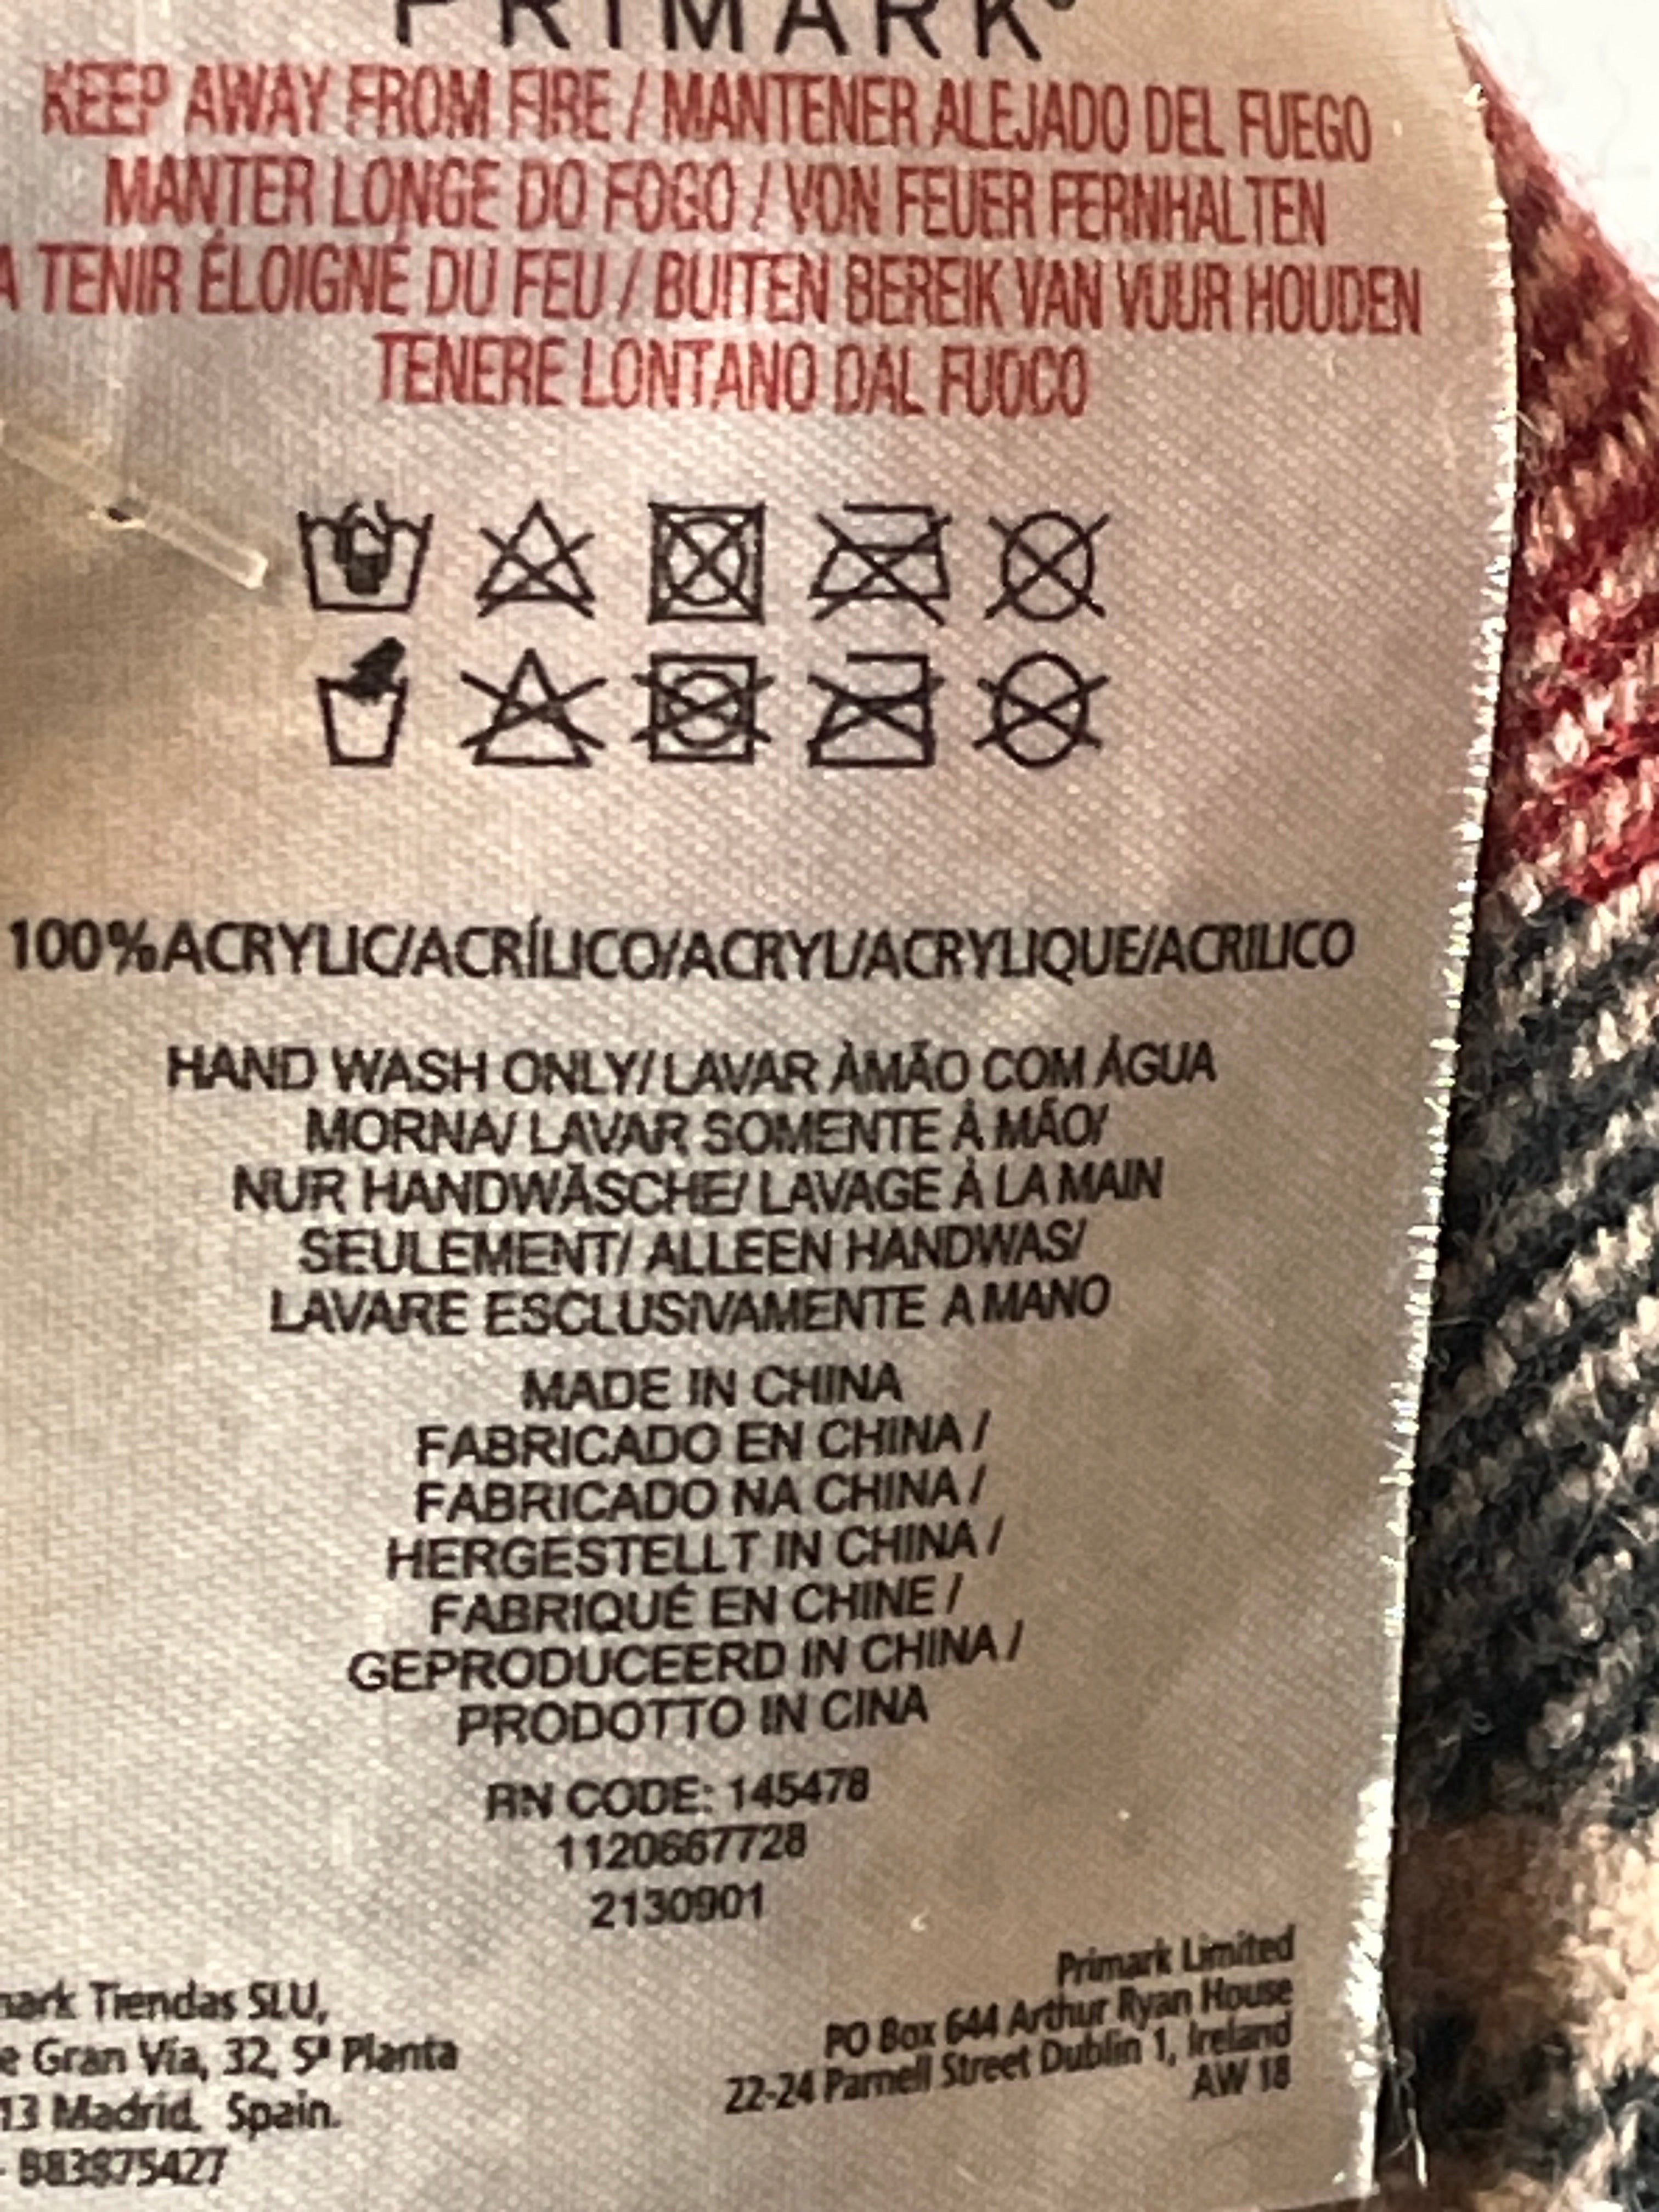 PRIMARK®
KEEP AWAY FROM FIRE / MANTENER ALEJADO DEL FUEGO
MANTER LONGE DO FOGO / VON FEUER FERNHALTEN
A TENIR ÉLOIGNÉ DU FEU / BUITEN BEREIK VAN VUUR HOUDEN
TENERE LONTANO DAL FUOCO
100%ACRYLIC/ACRÍLICO/ACRYL/ACRYLIQUE/ACRILICO
HAND WASH ONLY/ LAVAR ÀMÃO COM ÁGUA
MORNA/ LAVAR SOMENTE Á MÃO/
NUR HANDWÄSCHE/ LAVAGE À LA MAIN
SEULEMENT/ ALLEEN HANDWAS/
LAVARE ESCLUSIVAMENTE A MANO
MADE IN CHINA
FABRICADO EN CHINA /
FABRICADO NA CHINA /
HERGESTELLT IN CHINA /
FABRIQUÉ EN CHINE /
GEPRODUCEERD IN CHINA /
PRODOTTO IN CINA
RN CODE: 145478
1120667728
2130901
Tiendas SLU,
Gran Vía, 32, 5ª Planta
13 Madrid. Spain.
B83875427
Primark Limited
PO Box 644 Arthur Ryan House
22-24 Parnell Street Dublin 1, Ireland
AW 18